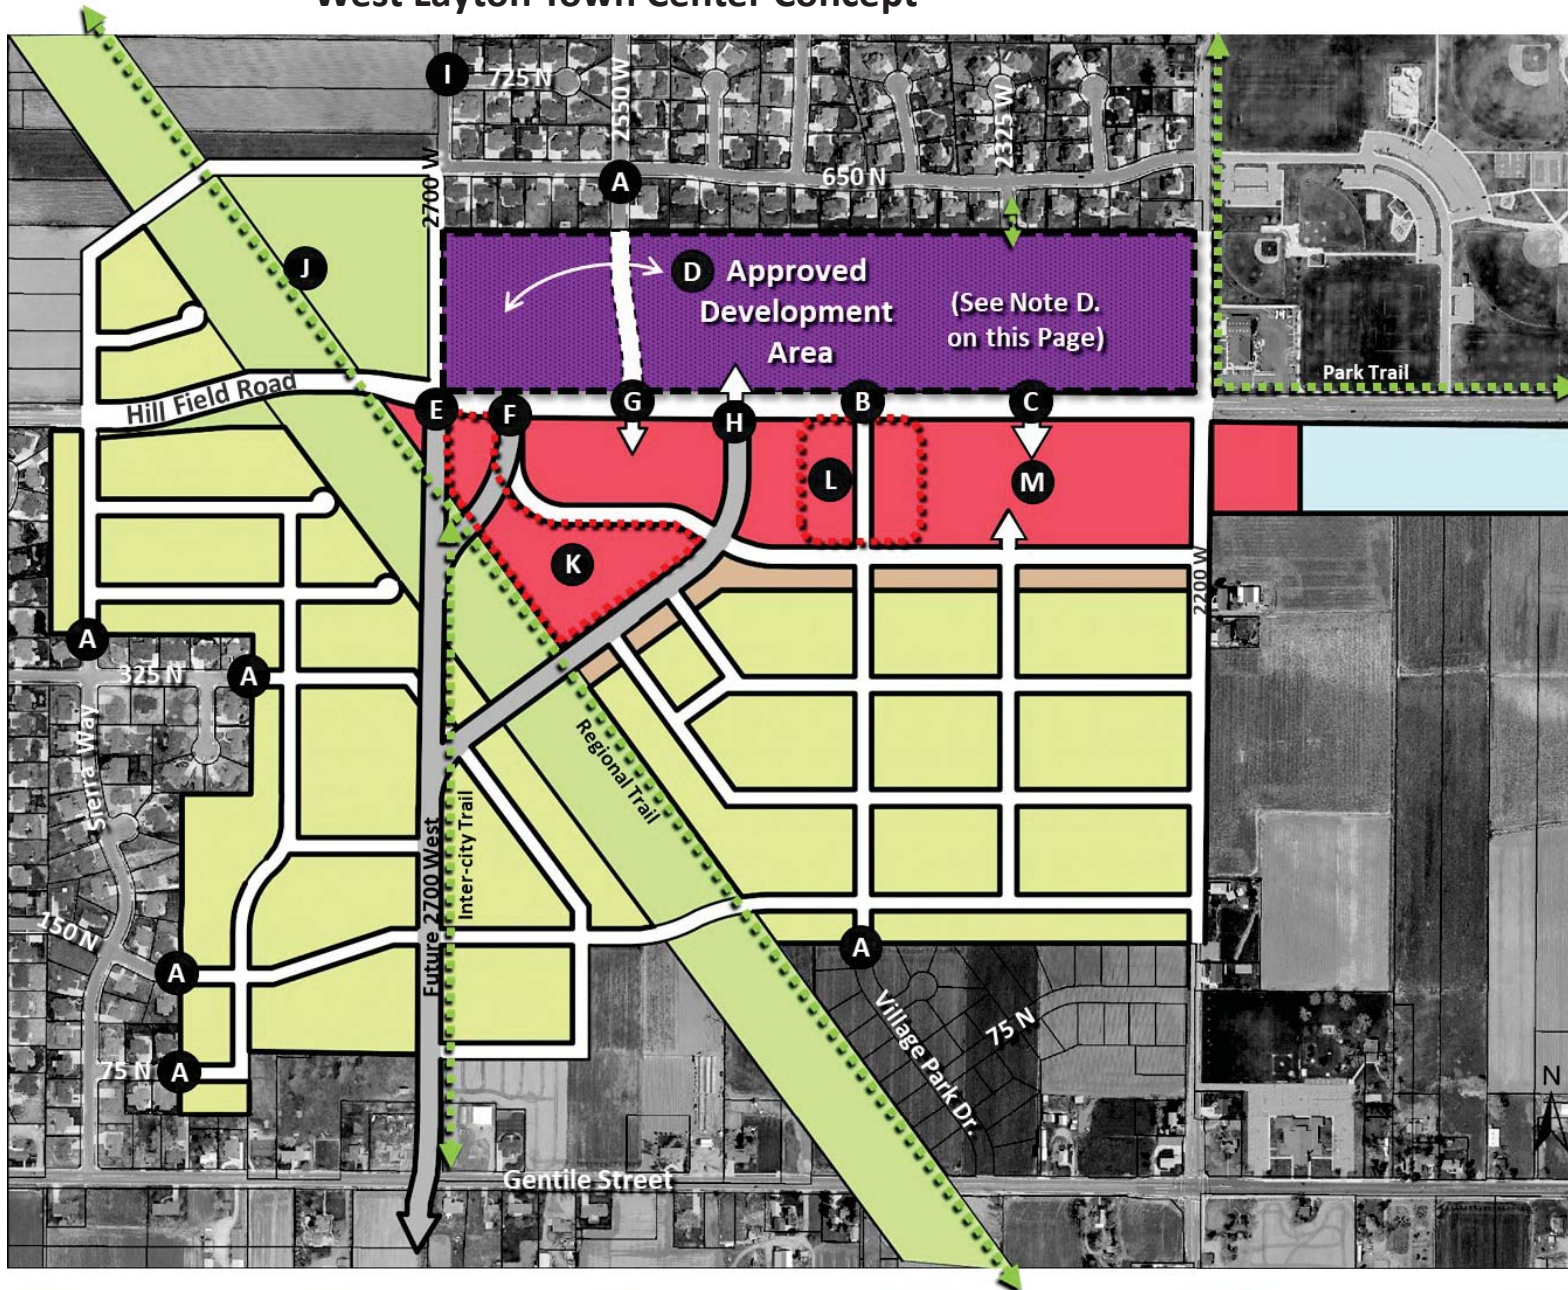 West Layton Town Center Concept
I
725 N
2550 W
2325 W
2700 W
A
650 N
J
D
Approved
Development
Area
(See Note D.
on this Page)
Park Trail
Hill Field Road
E
F
G
H
B
C
L
M
K
2200 W
A
325 N
A
Sierra Way
Regional Trail
Inter-city Trail
Future 2700 West
150 N
A
A
Village Park Dr.
75 N
75 N
A
N
Gentile Street